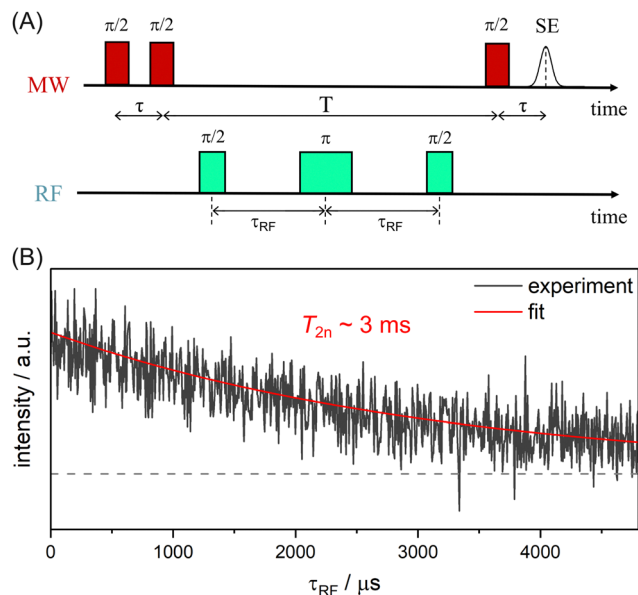 (A)
π/2 π/2 π/2 SE
MW
τ T τ time
π/2 π π/2
RF
τRF τRF time
(B)
experiment
fit
T2n ~ 3 ms
intensity / a.u.
0 1000 2000 3000 4000
τRF / μs